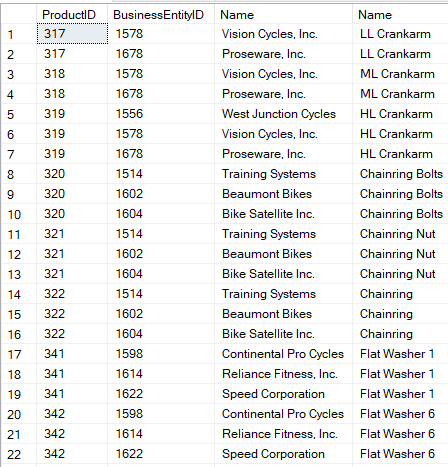 ProductID BusinessEntityID Name Name
1 317 1578 Vision Cycles, Inc. LL Crankarm
2 317 1678 Proseware, Inc. LL Crankarm
3 318 1578 Vision Cycles, Inc. ML Crankarm
4 318 1678 Proseware, Inc. ML Crankarm
5 319 1556 West Junction Cycles HL Crankarm
6 319 1578 Vision Cycles, Inc. HL Crankarm
7 319 1678 Proseware, Inc. HL Crankarm
8 320 1514 Training Systems Chainring Bolts
9 320 1602 Beaumont Bikes Chainring Bolts
10 320 1604 Bike Satellite Inc. Chainring Bolts
11 321 1514 Training Systems Chainring Nut
12 321 1602 Beaumont Bikes Chainring Nut
13 321 1604 Bike Satellite Inc. Chainring Nut
14 322 1514 Training Systems Chainring
15 322 1602 Beaumont Bikes Chainring
16 322 1604 Bike Satellite Inc. Chainring
17 341 1598 Continental Pro Cycles Flat Washer 1
18 341 1614 Reliance Fitness, Inc. Flat Washer 1
19 341 1622 Speed Corporation Flat Washer 1
20 342 1598 Continental Pro Cycles Flat Washer 6
21 342 1614 Reliance Fitness, Inc. Flat Washer 6
22 342 1622 Speed Corporation Flat Washer 6